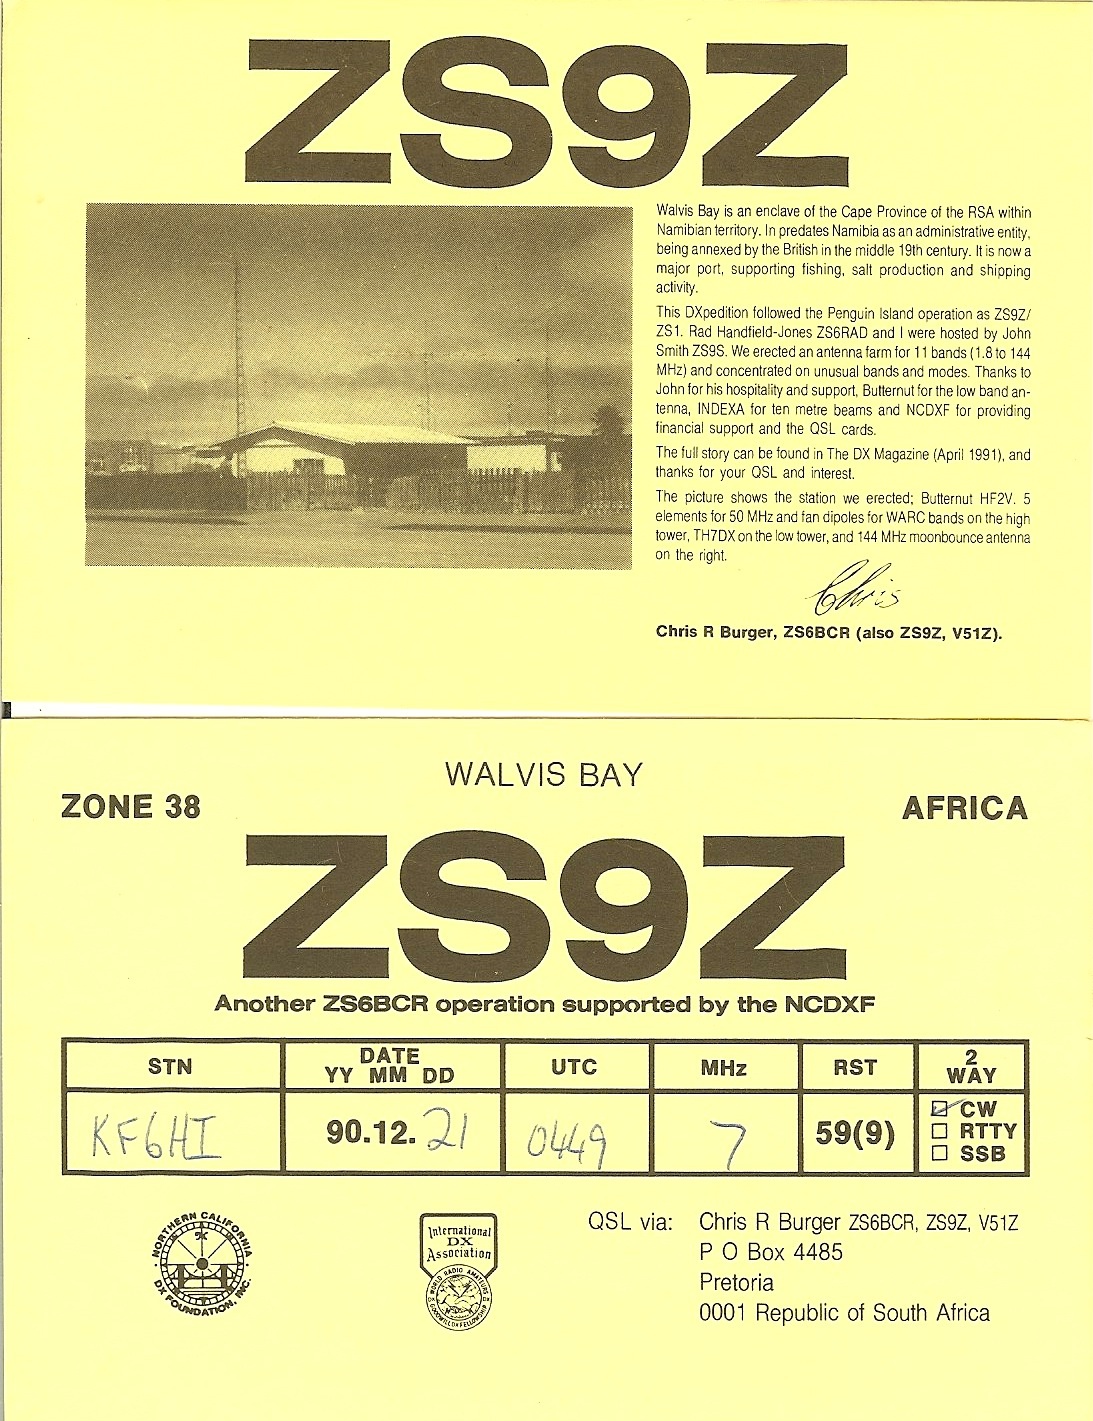 ZS9Z
Walvis Bay is an enclave of the Cape Province of the RSA within
Namibian territory. In predates Namibia as an administrative entity,
being annexed by the British in the middle 19th century. It is now a
major port, supporting fishing, salt production and shipping
activity.
This DXpedition followed the Penguin Island operation as ZS9Z/
ZS1. Rad Handfield-Jones ZS6RAD and I were hosted by John
Smith ZS9S. We erected an antenna farm for 11 bands (1.8 to 144
MHz) and concentrated on unusual bands and modes. Thanks to
John for his hospitality and support, Butternut for the low band an-
tenna, INDEXA for ten metre beams and NCDXF for providing
financial support and the QSL cards.
The full story can be found in The DX Magazine (April 1991), and
thanks for your QSL and interest.
The picture shows the station we erected; Butternut HF2V. 5
elements for 50 MHz and fan dipoles for WARC bands on the high
tower, TH7DX on the low tower, and 144 MHz moonbounce antenna
on the right.
Chris
Chris R Burger, ZS6BCR (also ZS9Z, V51Z).
WALVIS BAY
ZONE 38 AFRICA
ZS9Z
Another ZS6BCR operation supported by the NCDXF
STN DATE YY MM DD UTC MHz RST 2 WAY
KF6HI 90.12.21 0449 7 59(9) CW
RTTY
SSB
NORTHERN CALIFORNIA DX FOUNDATION, INC.
International
DX
Association
WORLD RADIO AMATEURS
GOODWILL DX FELLOWSHIP
QSL via: Chris R Burger ZS6BCR, ZS9Z, V51Z
P O Box 4485
Pretoria
0001 Republic of South Africa